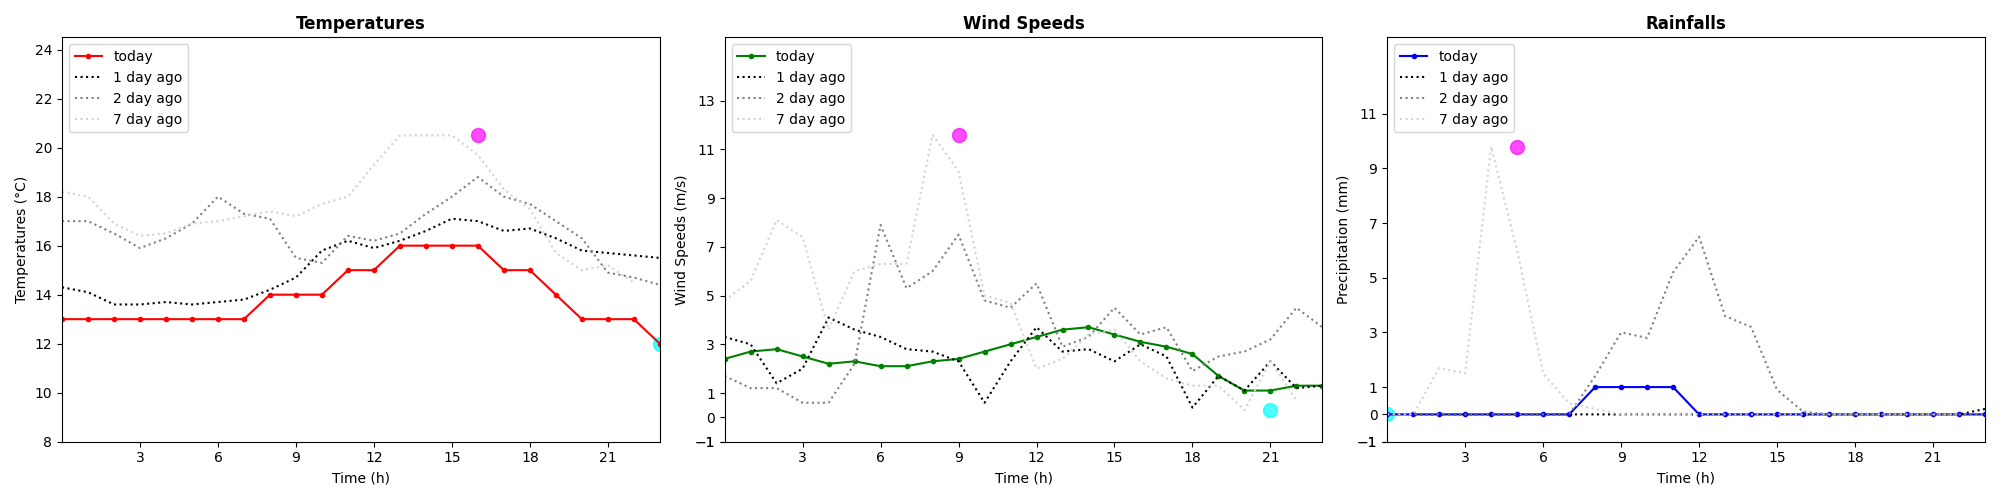 Temperatures
Temperatures (°C)
24
22
20
18
16
14
12
10
8
today
1 day ago
2 day ago
7 day ago
3 6 9 12 15 18 21
Time (h)
Wind Speeds
Wind Speeds (m/s)
13
11
9
7
5
3
1
0
−1
today
1 day ago
2 day ago
7 day ago
3 6 9 12 15 18 21
Time (h)
Rainfalls
Precipitation (mm)
11
9
7
5
3
1
0
−1
today
1 day ago
2 day ago
7 day ago
3 6 9 12 15 18 21
Time (h)